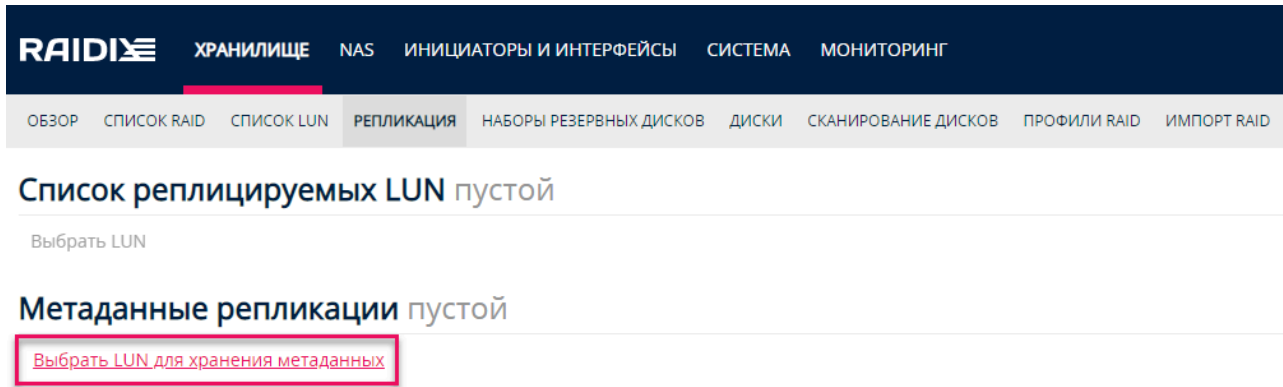 RAIDIX ХРАНИЛИЩЕ NAS ИНИЦИАТОРЫ И ИНТЕРФЕЙСЫ СИСТЕМА МОНИТОРИНГ
ОБЗОР СПИСОК RAID СПИСОК LUN РЕПЛИКАЦИЯ НАБОРЫ РЕЗЕРВНЫХ ДИСКОВ ДИСКИ СКАНИРОВАНИЕ ДИСКОВ ПРОФИЛИ RAID ИМПОРТ RAID
Список реплицируемых LUN пустой
Выбрать LUN
Метаданные репликации пустой
Выбрать LUN для хранения метаданных